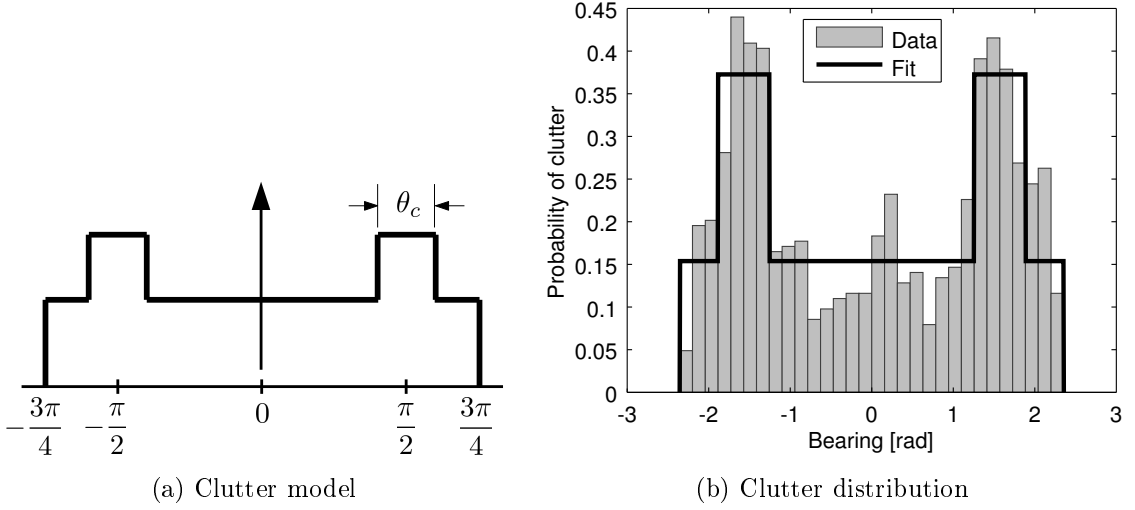 θc
−3π/4
−π/2
0
π/2
3π/4
(a) Clutter model
Probability of clutter
0.45
0.4
0.35
0.3
0.25
0.2
0.15
0.1
0.05
0
Data
Fit
-3 -2 -1 0 1 2 3
Bearing [rad]
(b) Clutter distribution